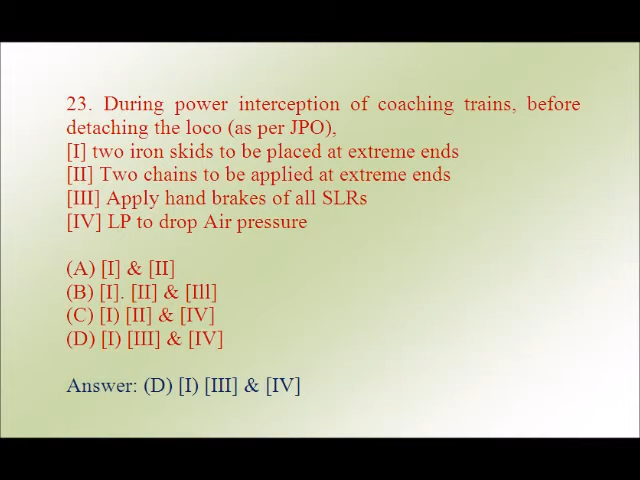 23. During power interception of coaching trains, before
detaching the loco (as per JPO),
[I] two iron skids to be placed at extreme ends
[II] Two chains to be applied at extreme ends
[III] Apply hand brakes of all SLRs
[IV] LP to drop Air pressure
(A) [I] & [II]
(B) [I]. [II] & [Ill]
(C) [I) [II] & [IV]
(D) [I) [III] & [IV]
Answer: (D) [I) [III] & [IV]